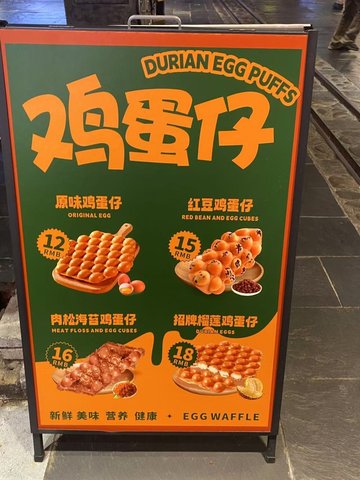 DURIAN EGG PUFFS
鸡蛋仔
原味鸡蛋仔
ORIGINAL EGG
12
RMB
红豆鸡蛋仔
RED BEAN AND EGG CUBES
15
RMB
肉松海苔鸡蛋仔
MEAT FLOSS AND EGG CUBES
16
RMB
招牌榴莲鸡蛋仔
DURIAN EGGS
18
RMB
新鲜 美味 营养 健康 + EGG WAFFLE